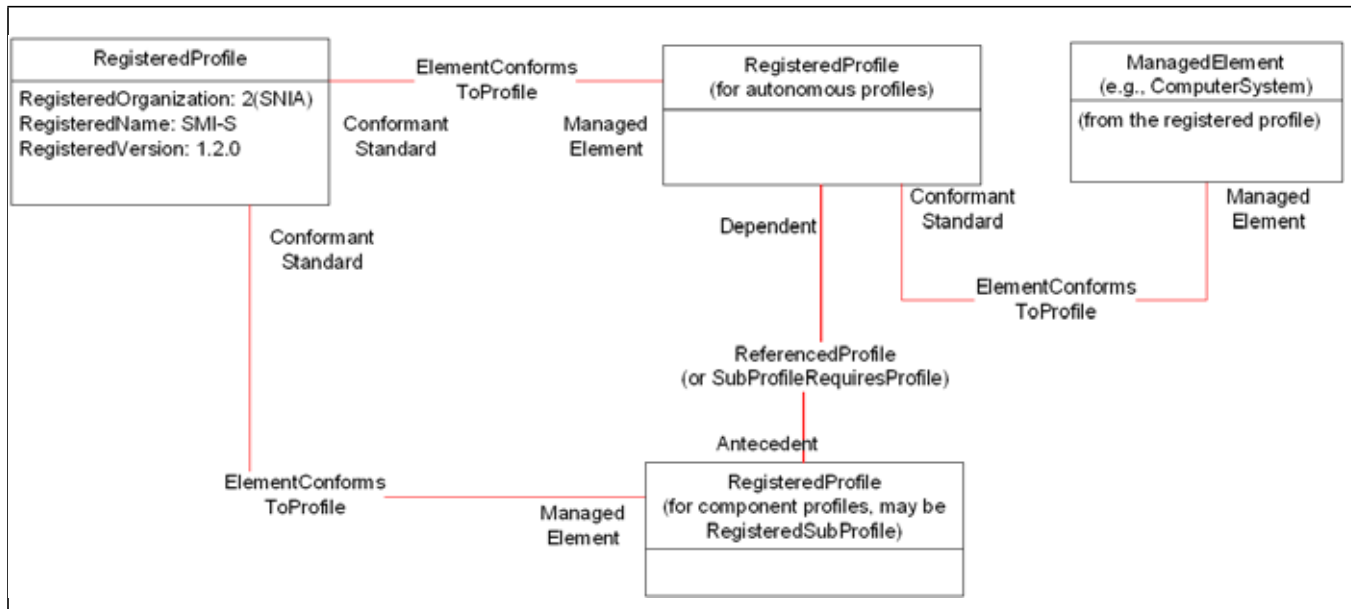 RegisteredProfile
RegisteredOrganization: 2(SNIA)
RegisteredName: SMI-S
RegisteredVersion: 1.2.0
ElementConforms
ToProfile
Conformant
Standard
Managed
Element
RegisteredProfile
(for autonomous profiles)
ManagedElement
(e.g., ComputerSystem)
(from the registered profile)
Conformant
Standard
Dependent
Conformant
Standard
Managed
Element
ElementConforms
ToProfile
ReferencedProfile
(or SubProfileRequiresProfile)
Antecedent
ElementConforms
ToProfile
Managed
Element
RegisteredProfile
(for component profiles, may be
RegisteredSubProfile)